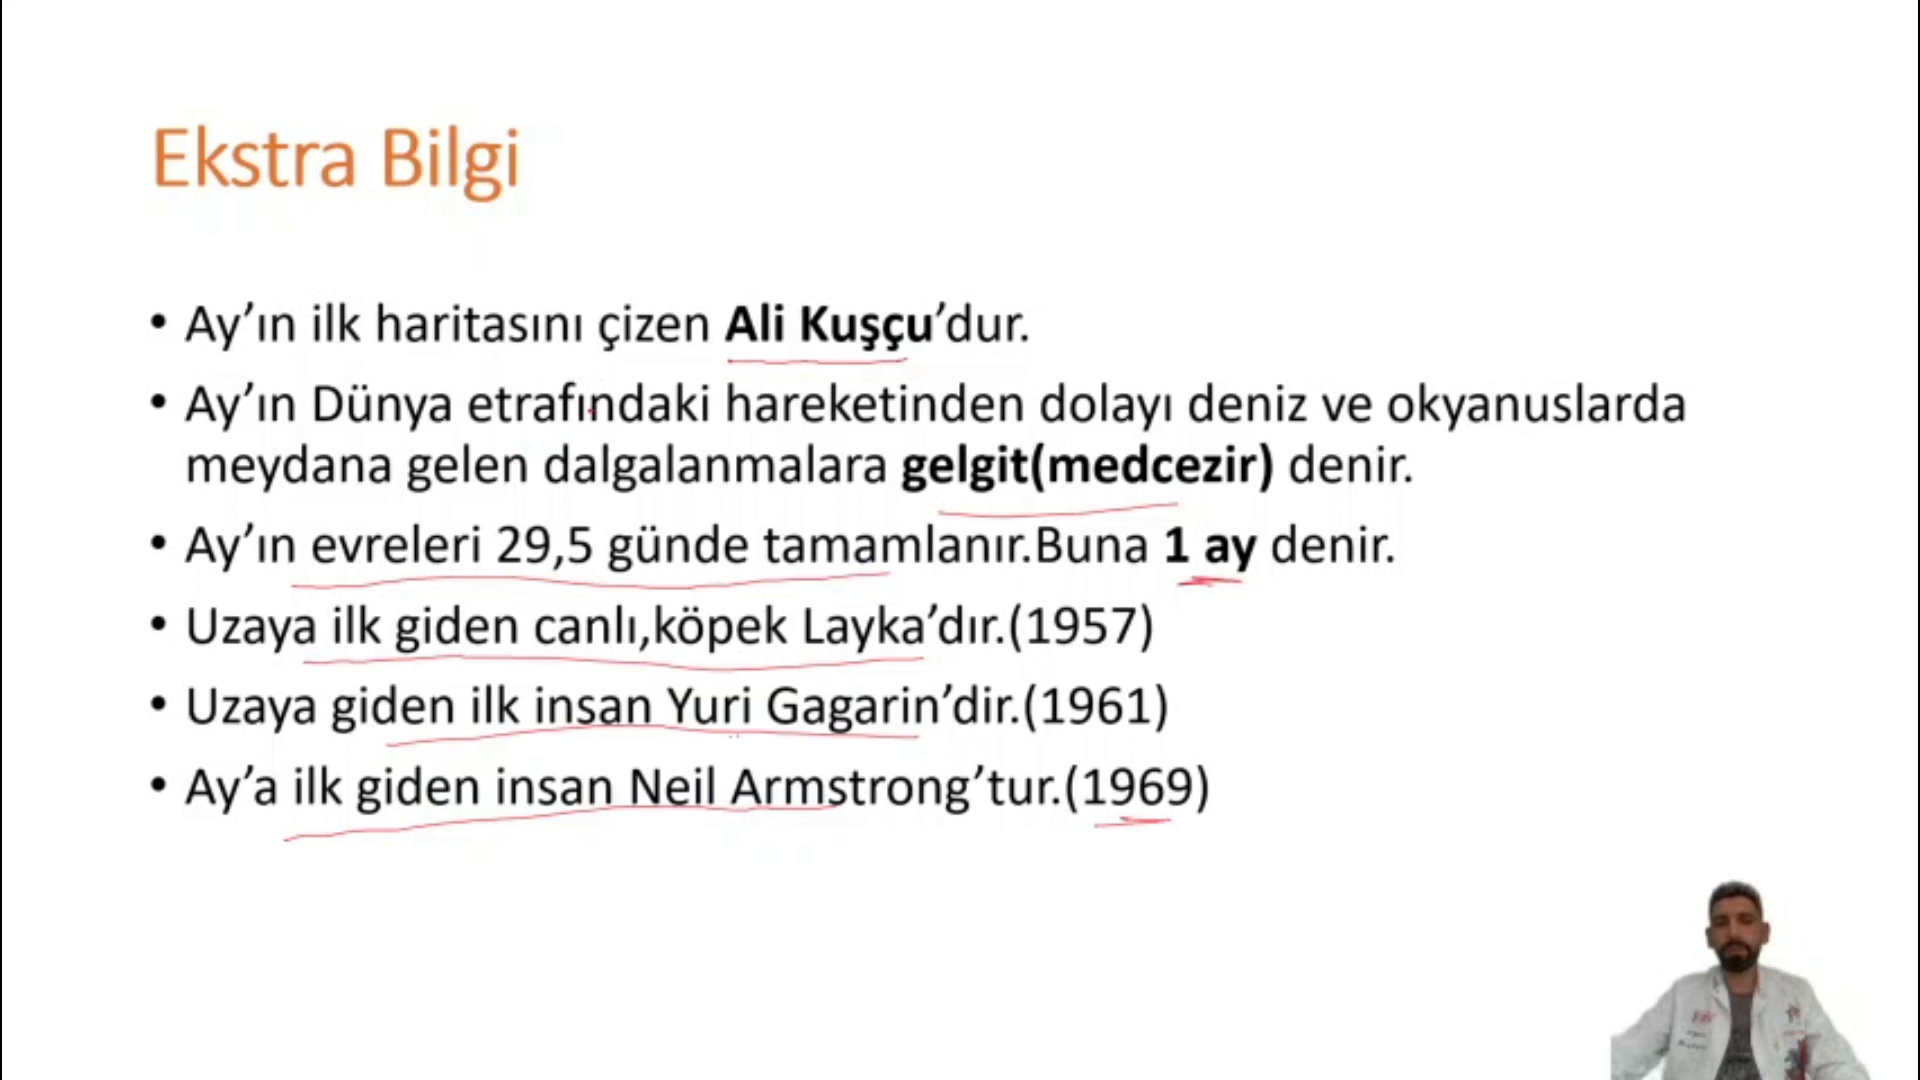 Ekstra Bilgi
• Ay’ın ilk haritasını çizen Ali Kuşçu’dur.
• Ay’ın Dünya etrafındaki hareketinden dolayı deniz ve okyanuslarda
meydana gelen dalgalanmalara gelgit(medcezir) denir.
• Ay’ın evreleri 29,5 günde tamamlanır.Buna 1 ay denir.
• Uzaya ilk giden canlı,köpek Layka’dır.(1957)
• Uzaya giden ilk insan Yuri Gagarin’dir.(1961)
• Ay’a ilk giden insan Neil Armstrong’tur.(1969)